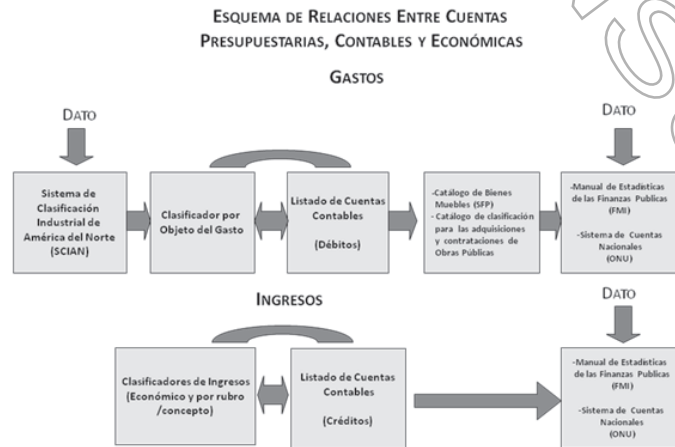 ESQUEMA DE RELACIONES ENTRE CUENTAS
PRESUPUESTARIAS, CONTABLES Y ECONÓMICAS
GASTOS
DATO
DATO
Sistema de
Clasificación
Industrial de
América del Norte
(SCIAN)
Clasificador por
Objeto del Gasto
Listado de Cuentas
Contables
(Débitos)
-Catálogo de Bienes
Muebles (SFP)
- Catálogo de clasificación
para las adquisiciones
y contrataciones de
Obras Públicas
-Manual de Estadísticas
de las Finanzas Publicas
(FMI)
-Sistema de Cuentas
Nacionales
(ONU)
INGRESOS
DATO
Clasificadores de Ingresos
(Económico y por rubro
/concepto)
Listado de Cuentas
Contables
(Créditos)
-Manual de Estadísticas
de las Finanzas Publicas
(FMI)
-Sistema de Cuentas
Nacionales
(ONU)